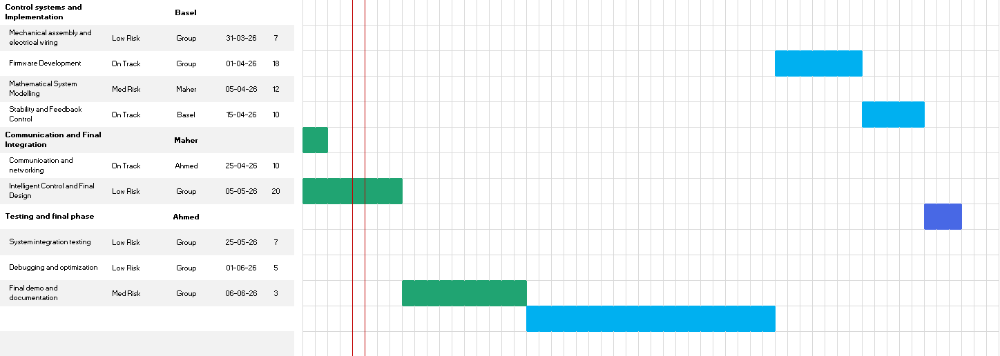 Control systems and
Implementation
Basel
Mechanical assembly and
electrical wiring
Low Risk
Group
31-03-26
7
Firmware Development
On Track
Group
01-04-26
18
Mathematical System
Modelling
Med Risk
Maher
05-04-26
12
Stability and Feedback
Control
On Track
Basel
15-04-26
10
Communication and Final
Integration
Maher
Communication and
networking
On Track
Ahmed
25-04-26
10
Intelligent Control and Final
Design
Low Risk
Group
05-05-26
20
Testing and final phase
Ahmed
System integration testing
Low Risk
Group
25-05-26
7
Debugging and optimization
Low Risk
Group
01-06-26
5
Final demo and
documentation
Med Risk
Group
06-06-26
3